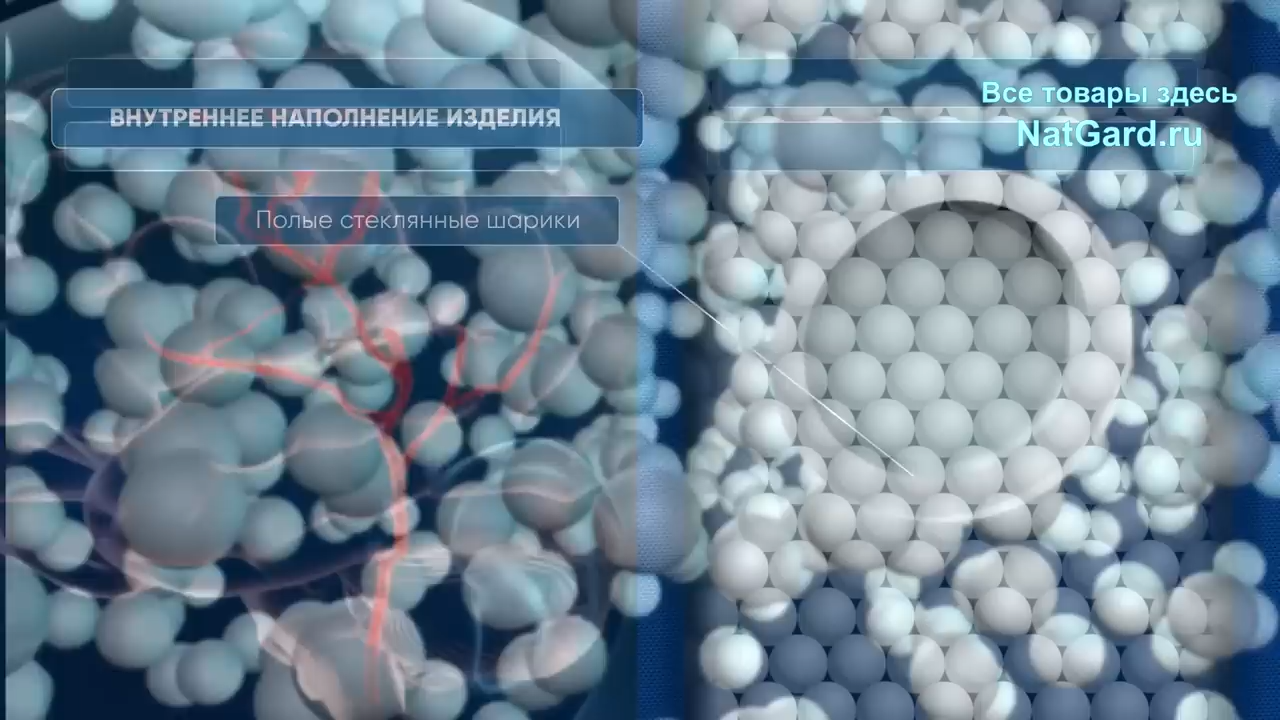 ВНУТРЕННЕЕ НАПОЛНЕНИЕ ИЗДЕЛИЯ
Полые стеклянные шарики
Все товары здесь
NatGard.ru